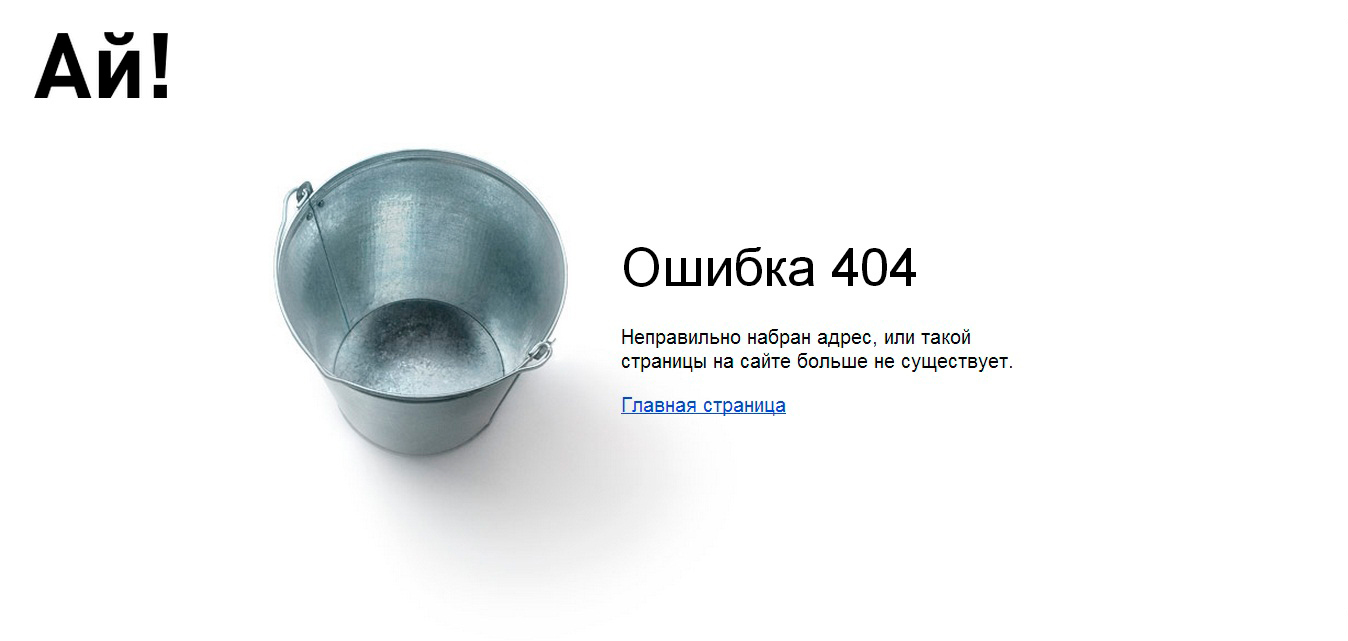 Ай!
Ошибка 404
Неправильно набран адрес, или такой
страницы на сайте больше не существует.
Главная страница